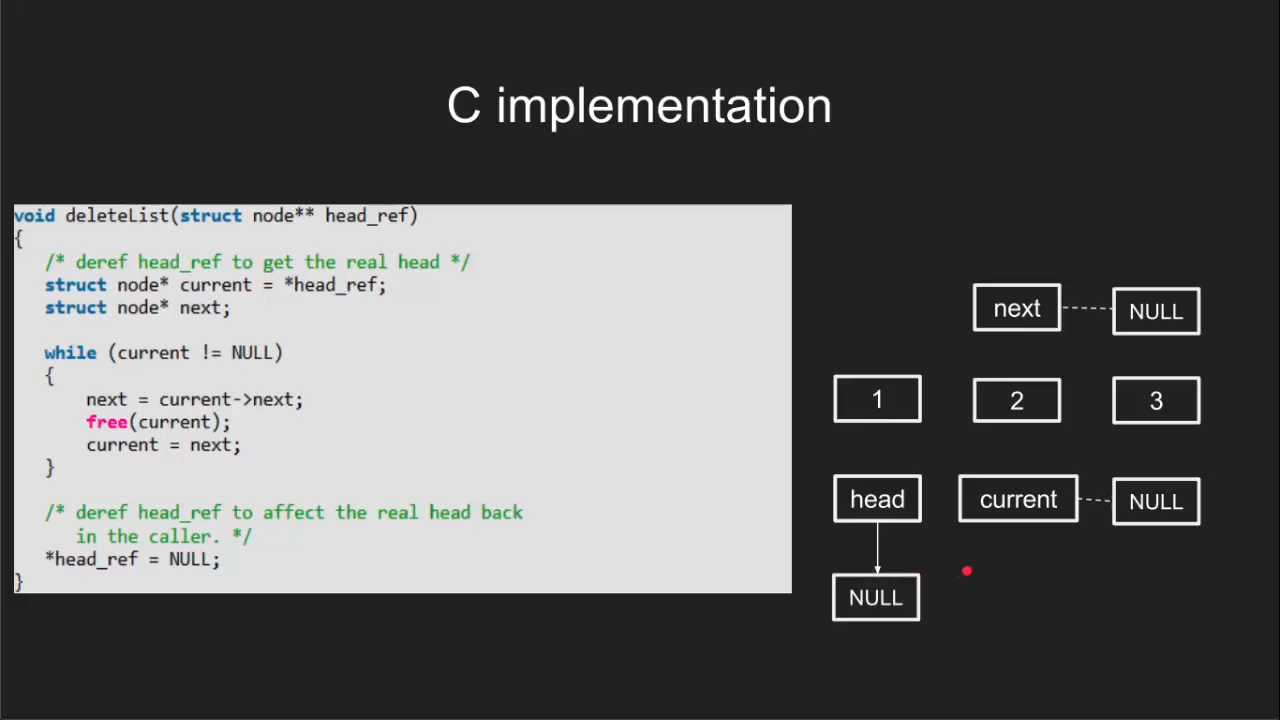 C implementation
void deleteList(struct node** head_ref)
{
/* deref head_ref to get the real head */
struct node* current = *head_ref;
struct node* next;
while (current != NULL)
{
next = current->next;
free(current);
current = next;
}
/* deref head_ref to affect the real head back
in the caller. */
*head_ref = NULL;
}
next NULL
1 2 3
head current NULL
NULL